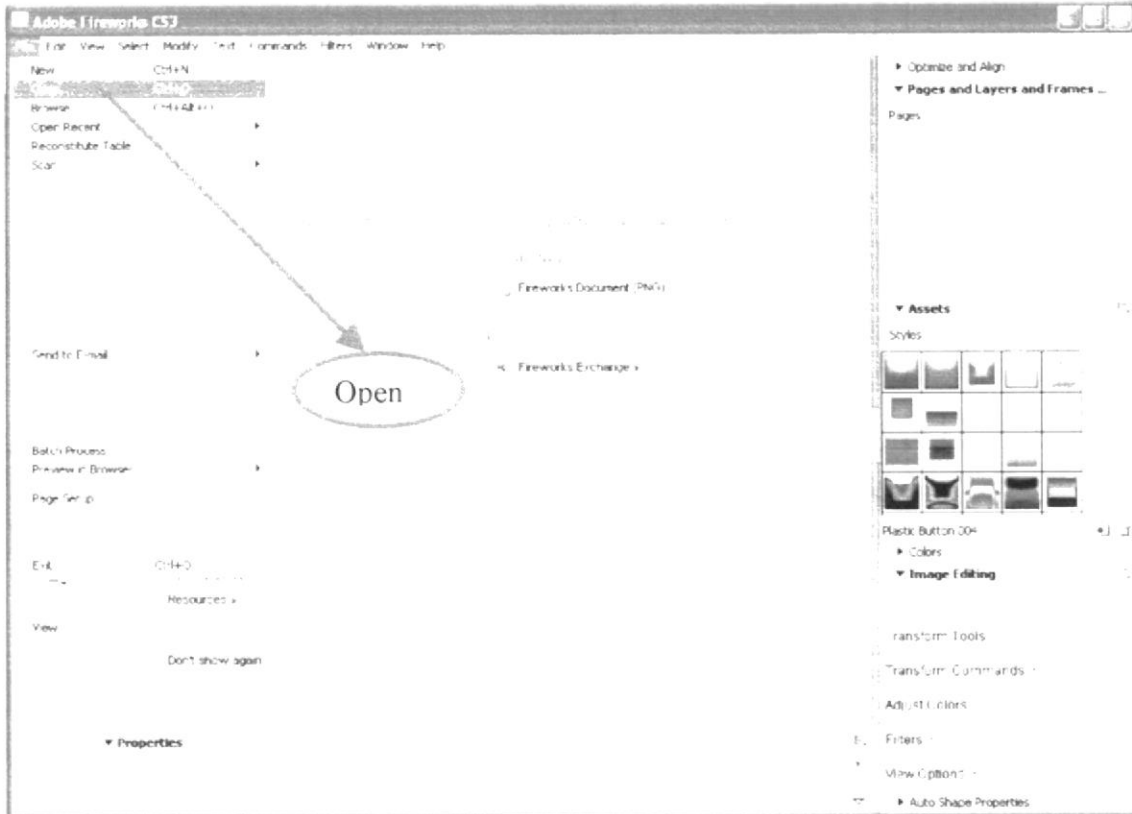 Adobe Fireworks CS3
Edit View Select Modify Text Commands Filters Window Help
New Ctrl+N
Browse Ctrl+Alt+O
Open Recent
Reconstitute Table
Scan
Send to E-mail
Batch Process
Preview in Browser
Page Setup
Exit Ctrl+Q
Resources »
View
Don't show again
Properties
Fireworks Document (PNG)
Fireworks Exchange »
Open
Optimize and Align
Pages and Layers and Frames ...
Pages
Assets
Styles
Plastic Button 004
Colors
Image Editing
Transform Tools
Transform Commands
Adjust Colors
Filters
View Options
Auto Shape Properties